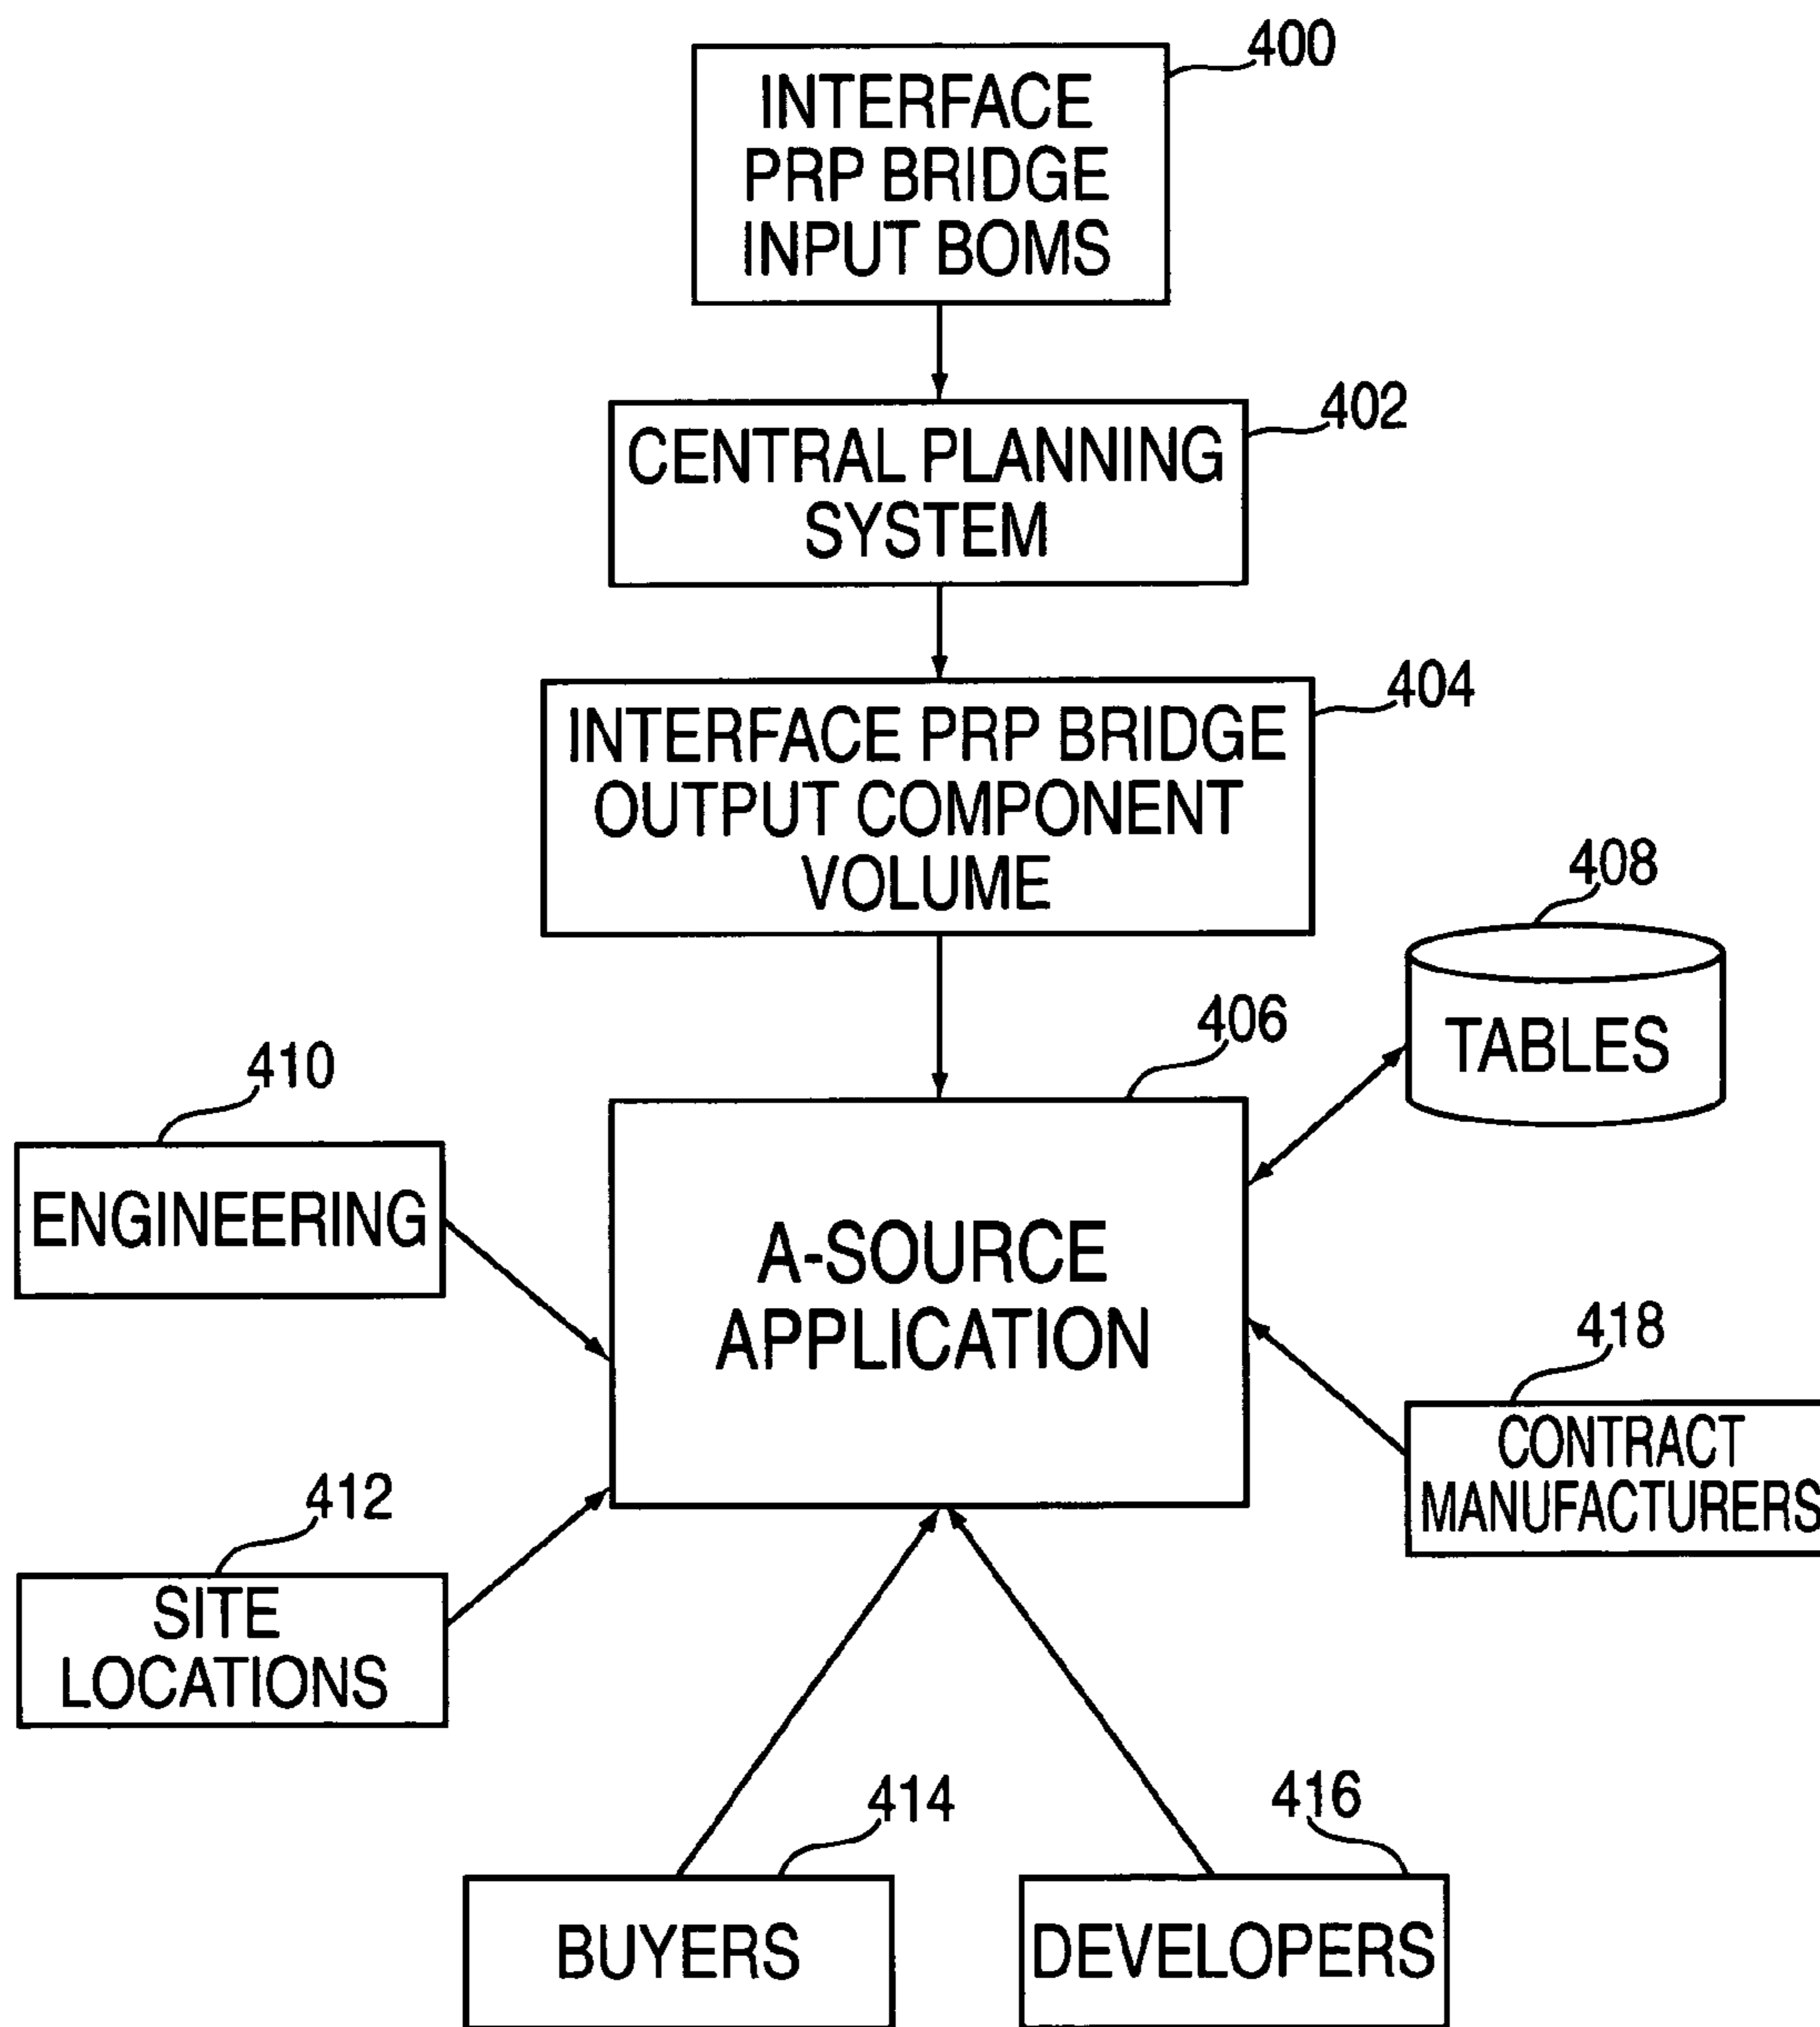 400
INTERFACE
PRP BRIDGE
INPUT BOMS
402
CENTRAL PLANNING
SYSTEM
404
INTERFACE PRP BRIDGE
OUTPUT COMPONENT
VOLUME
408
TABLES
406
A-SOURCE
APPLICATION
410
ENGINEERING
418
CONTRACT
MANUFACTURERS
412
SITE
LOCATIONS
414
BUYERS
416
DEVELOPERS